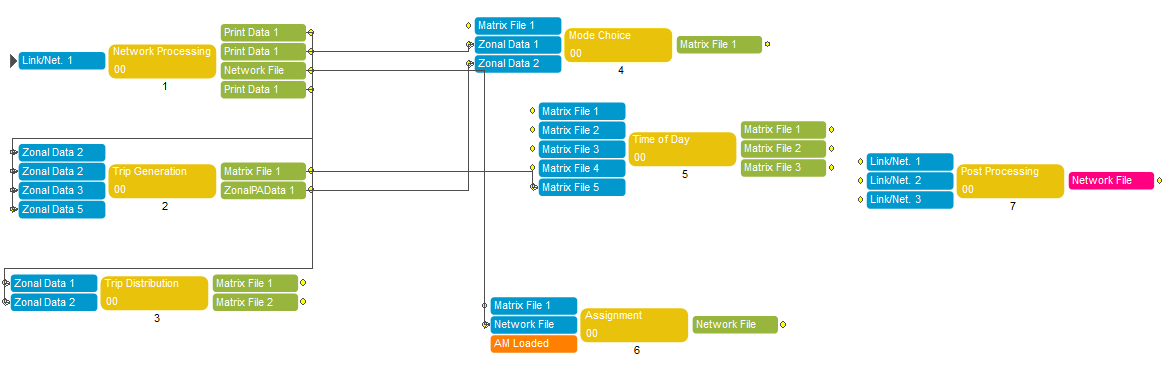 Link/Net. 1
Network Processing
00
1
Print Data 1
Print Data 1
Network File
Print Data 1
Matrix File 1
Zonal Data 1
Zonal Data 2
Mode Choice
00
4
Matrix File 1
Zonal Data 2
Zonal Data 2
Zonal Data 3
Zonal Data 5
Trip Generation
00
2
Matrix File 1
ZonalPAData 1
Matrix File 1
Matrix File 2
Matrix File 3
Matrix File 4
Matrix File 5
Time of Day
00
5
Matrix File 1
Matrix File 2
Matrix File 3
Link/Net. 1
Link/Net. 2
Link/Net. 3
Post Processing
00
7
Network File
Zonal Data 1
Zonal Data 2
Trip Distribution
00
3
Matrix File 1
Matrix File 2
Matrix File 1
Network File
AM Loaded
Assignment
00
6
Network File